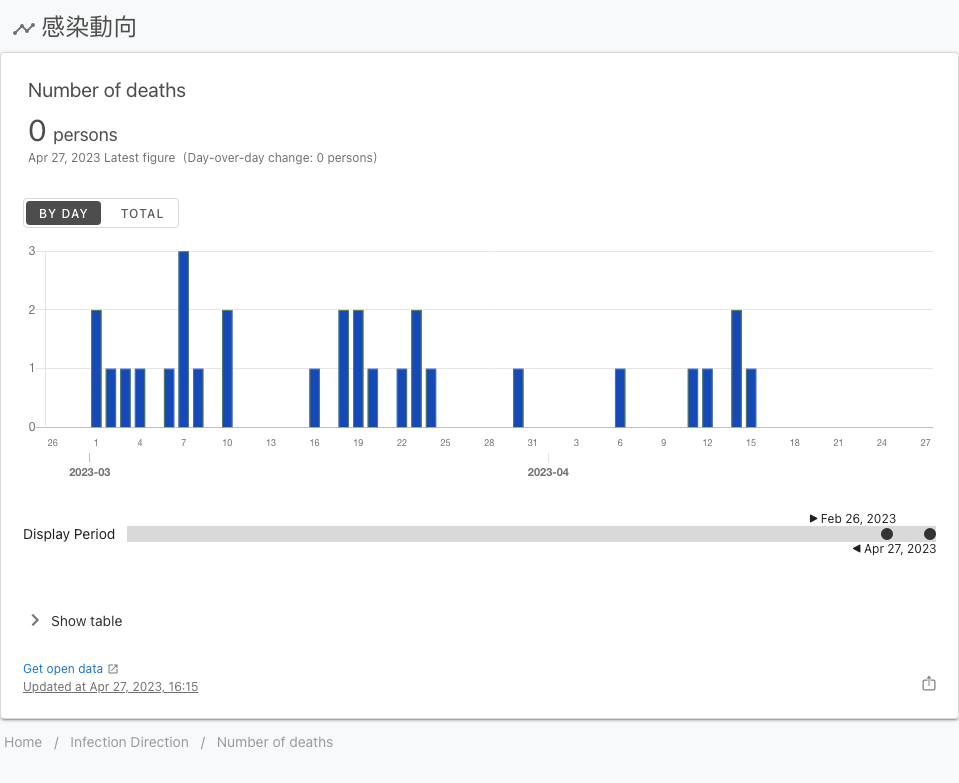 感染動向
Number of deaths
0 persons
Apr 27, 2023 Latest figure (Day-over-day change: 0 persons)
BY DAY TOTAL
3
2
1
0
26 1 4 7 10 13 16 19 22 25 28 31 3 6 9 12 15 18 21 24 27
2023-03 2023-04
Feb 26, 2023
Display Period
Apr 27, 2023
Show table
Get open data
Updated at Apr 27, 2023, 16:15
Home / Infection Direction / Number of deaths